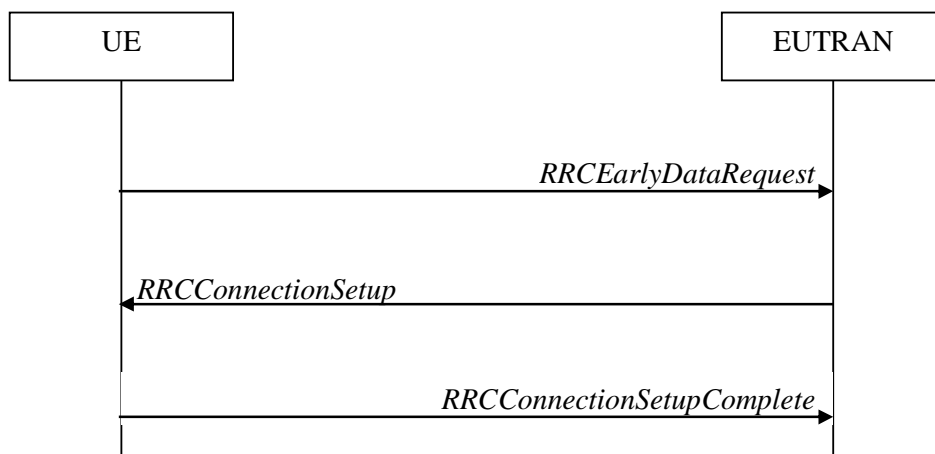 UE
EUTRAN
RRCEarlyDataRequest
RRCConnectionSetup
RRCConnectionSetupComplete